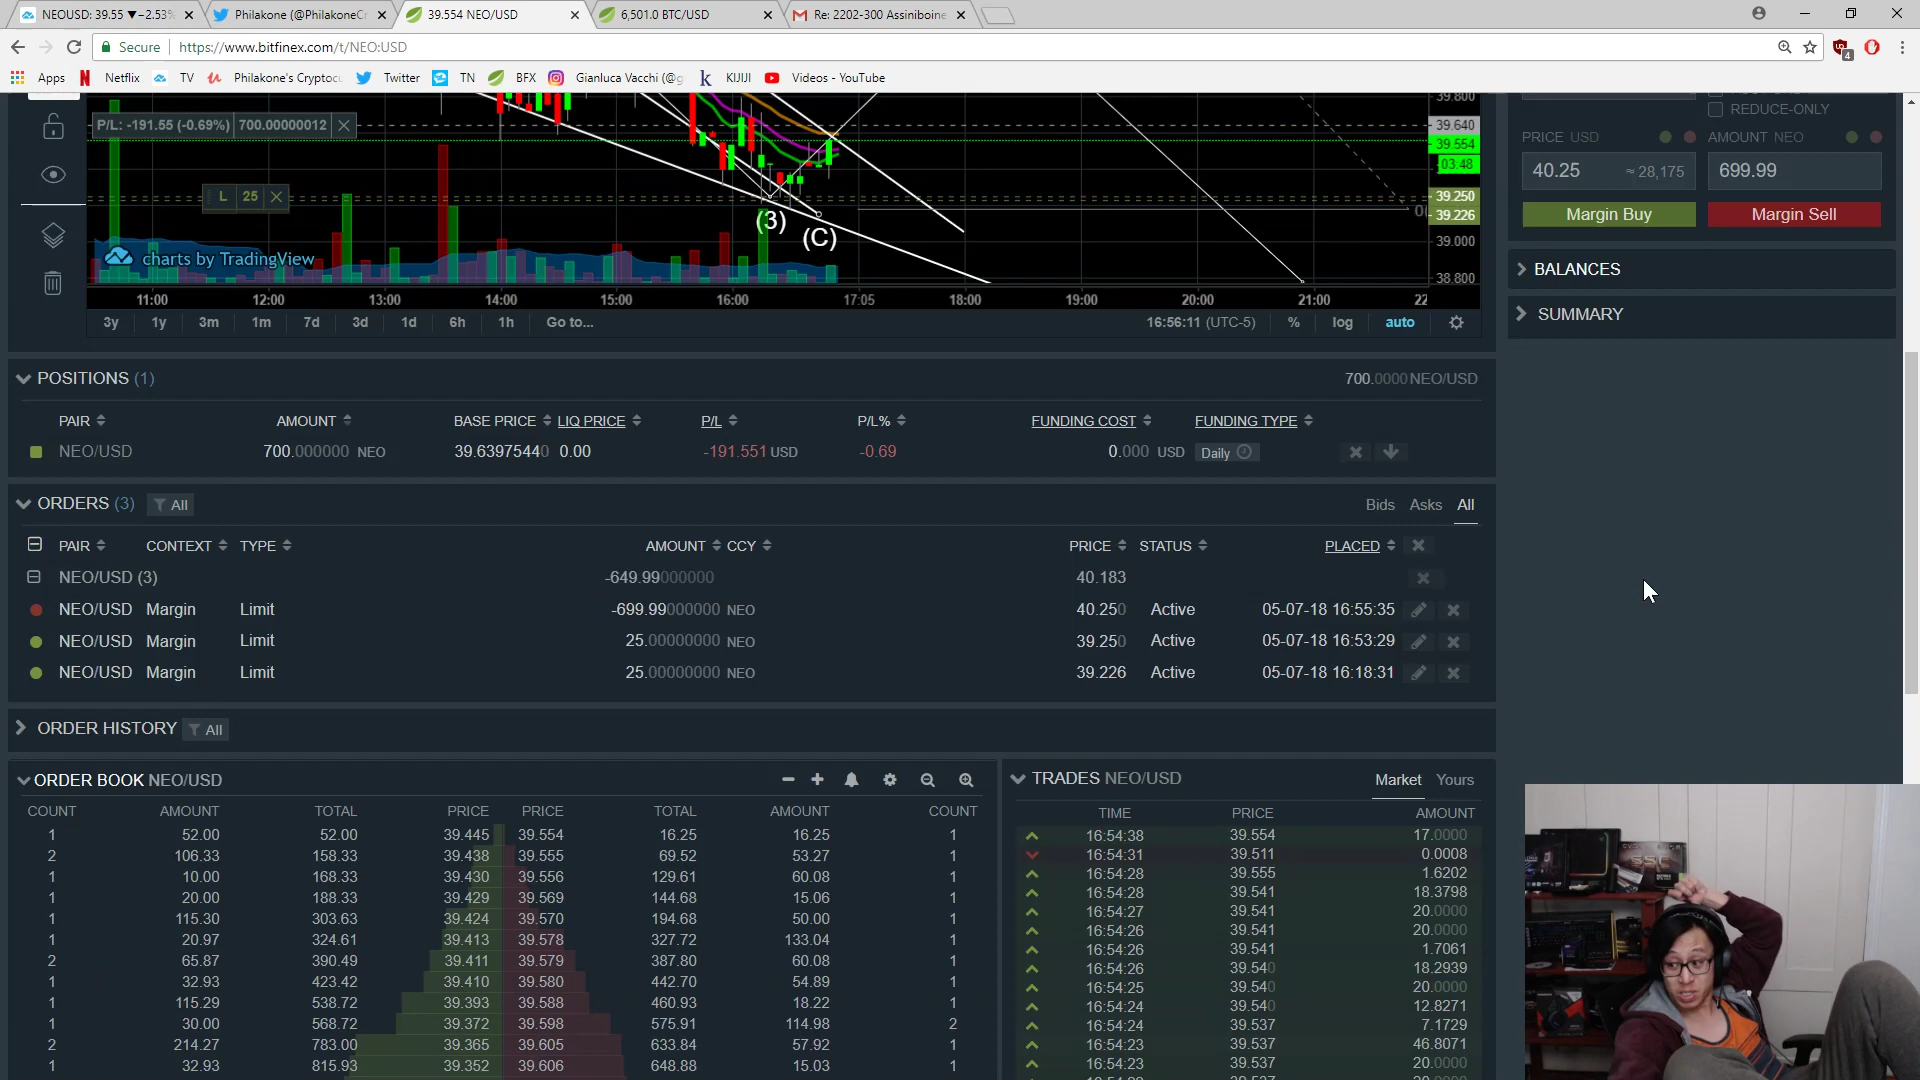 NEOUSD: 39.55 ▼−2.53%
Philakone (@PhilakoneCr
39.554 NEO/USD
6,501.0 BTC/USD
Re: 2202-300 Assiniboine
Secure https://www.bitfinex.com/t/NEO:USD
4
Apps Netflix TV Philakone's Cryptocu Twitter TN BFX Gianluca Vacchi (@g KIJIJI Videos - YouTube
39.800
P/L: -191.55 (-0.69%) 700.00000012
39.640
39.554
03:48
L 25
39.250
39.226
(3)
(C)
39.000
38.800
charts by TradingView
11:00 12:00 13:00 14:00 15:00 16:00 17:05 18:00 19:00 20:00 21:00 22
3y 1y 3m 1m 7d 3d 1d 6h 1h Go to... 16:56:11 (UTC-5) % log auto
REDUCE-ONLY
PRICE USD AMOUNT NEO
40.25 ≈ 28,175 699.99
Margin Buy Margin Sell
BALANCES
SUMMARY
POSITIONS (1) 700.0000 NEO/USD
PAIR AMOUNT BASE PRICE LIQ PRICE P/L P/L% FUNDING COST FUNDING TYPE
NEO/USD 700.000000 NEO 39.63975440 0.00 -191.551 USD -0.69 0.000 USD Daily
ORDERS (3) All Bids Asks All
PAIR CONTEXT TYPE AMOUNT CCY PRICE STATUS PLACED
NEO/USD (3) -649.99000000 40.183
NEO/USD Margin Limit -699.99000000 NEO 40.250 Active 05-07-18 16:55:35
NEO/USD Margin Limit 25.00000000 NEO 39.250 Active 05-07-18 16:53:29
NEO/USD Margin Limit 25.00000000 NEO 39.226 Active 05-07-18 16:18:31
ORDER HISTORY All
ORDER BOOK NEO/USD
COUNT AMOUNT TOTAL PRICE PRICE TOTAL AMOUNT COUNT
1 52.00 52.00 39.445 39.554 16.25 16.25 1
2 106.33 158.33 39.438 39.555 69.52 53.27 1
1 10.00 168.33 39.430 39.556 129.61 60.08 1
1 20.00 188.33 39.429 39.569 144.68 15.06 1
1 115.30 303.63 39.424 39.570 194.68 50.00 1
1 20.97 324.61 39.413 39.578 327.72 133.04 1
2 65.87 390.49 39.411 39.579 387.80 60.08 1
1 32.93 423.42 39.410 39.580 442.70 54.89 1
1 115.29 538.72 39.393 39.588 460.93 18.22 1
1 30.00 568.72 39.372 39.598 575.91 114.98 2
2 214.27 783.00 39.365 39.605 633.84 57.92 1
1 32.93 815.93 39.352 39.606 648.88 15.03 1
TRADES NEO/USD Market Yours
TIME PRICE AMOUNT
16:54:38 39.554 17.0000
16:54:31 39.511 0.0008
16:54:28 39.555 1.6202
16:54:28 39.541 18.3798
16:54:27 39.541 20.0000
16:54:26 39.541 20.0000
16:54:26 39.541 1.7061
16:54:26 39.540 18.2939
16:54:25 39.540 20.0000
16:54:24 39.540 12.8271
16:54:24 39.537 7.1729
16:54:23 39.537 46.8071
16:54:23 39.537 20.0000